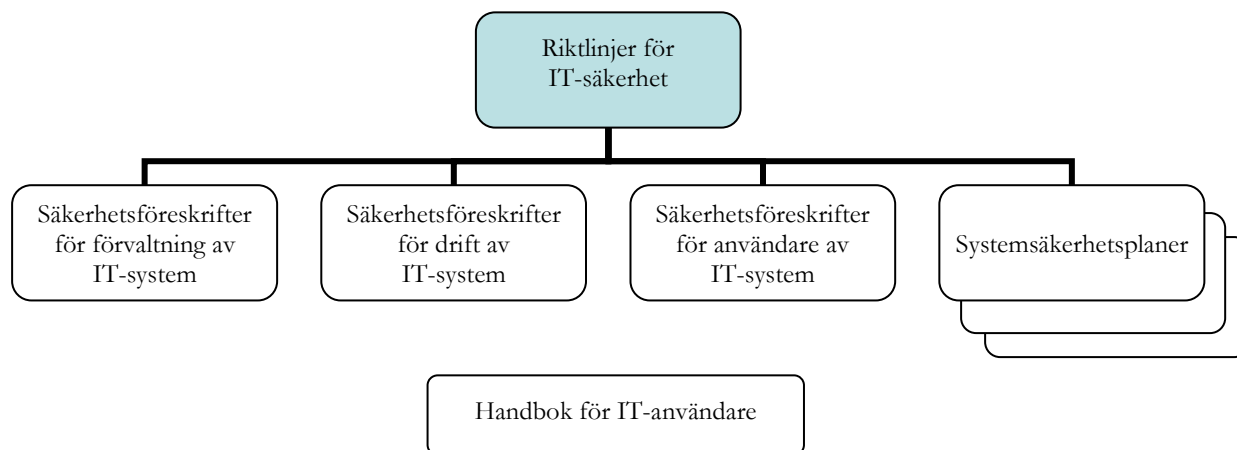 Riktlinjer för
IT-säkerhet
Säkerhetsföreskrifter
för förvaltning av
IT-system
Säkerhetsföreskrifter
för drift av
IT-system
Säkerhetsföreskrifter
för användare av
IT-system
Systemsäkerhetsplaner
Handbok för IT-användare